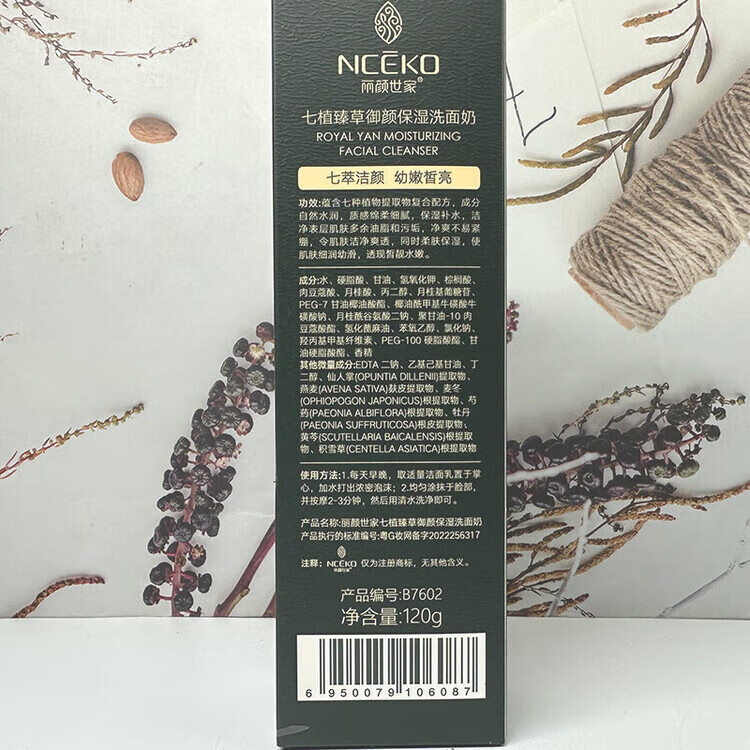 NCĒKO
丽颜世家®
七植臻草御颜保湿洗面奶
ROYAL YAN MOISTURIZING
FACIAL CLEANSER
七萃洁颜 幼嫩皙亮
功效:蕴含七种植物提取物复合配方，成分
自然水润，质感绵柔细腻，保湿补水，洁
净表层肌肤多余油脂和污垢，净爽不易紧
绷，令肌肤洁净爽透，同时柔肤保湿，使
肌肤细润幼滑，透现皙靓水嫩。
成分:水、硬脂酸、甘油、氢氧化钾、棕榈酸、
肉豆蔻酸、月桂酸、丙二醇、月桂基葡糖苷、
PEG-7 甘油椰油酸酯、椰油酰甲基牛磺酸牛
磺酸钠、月桂酰谷氨酸二钠、聚甘油-10 肉
豆蔻酸酯、氢化蓖麻油、苯氧乙醇、氯化钠、
羟丙基甲基纤维素、PEG-100 硬脂酸酯、甘
油硬脂酸酯、香精
其他微量成分:EDTA 二钠、乙基己基甘油、丁
二醇、仙人掌(OPUNTIA DILLENII)提取物、
燕麦(AVENA SATIVA)麸皮提取物、麦冬
(OPHIOPOGON JAPONICUS)根提取物、芍
药(PAEONIA ALBIFLORA)根提取物、牡丹
(PAEONIA SUFFRUTICOSA)根皮提取物、
黄芩(SCUTELLARIA BAICALENSIS)根提取
物、积雪草(CENTELLA ASIATICA)根提取物
使用方法:1.每天早晚，取适量洁面乳置于掌
心，加水打出浓密泡沫；2.均匀涂抹于脸部，
并按摩2-3分钟，然后用清水洗净即可。
产品名称:丽颜世家七植臻草御颜保湿洗面奶
产品执行的标准编号:粤G妆网备字2022256317
注释: NCĒKO 丽颜世家® 仅为注册商标，无其他含义。
产品编号:B7602
净含量:120g
6 950079 106087